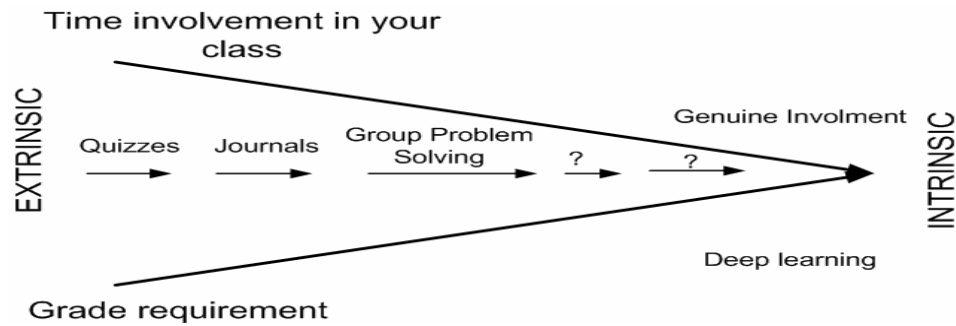 Time involvement in your
class
EXTRINSIC
Quizzes
Journals
Group Problem
Solving
?
?
Genuine Involment
INTRINSIC
Deep learning
Grade requirement